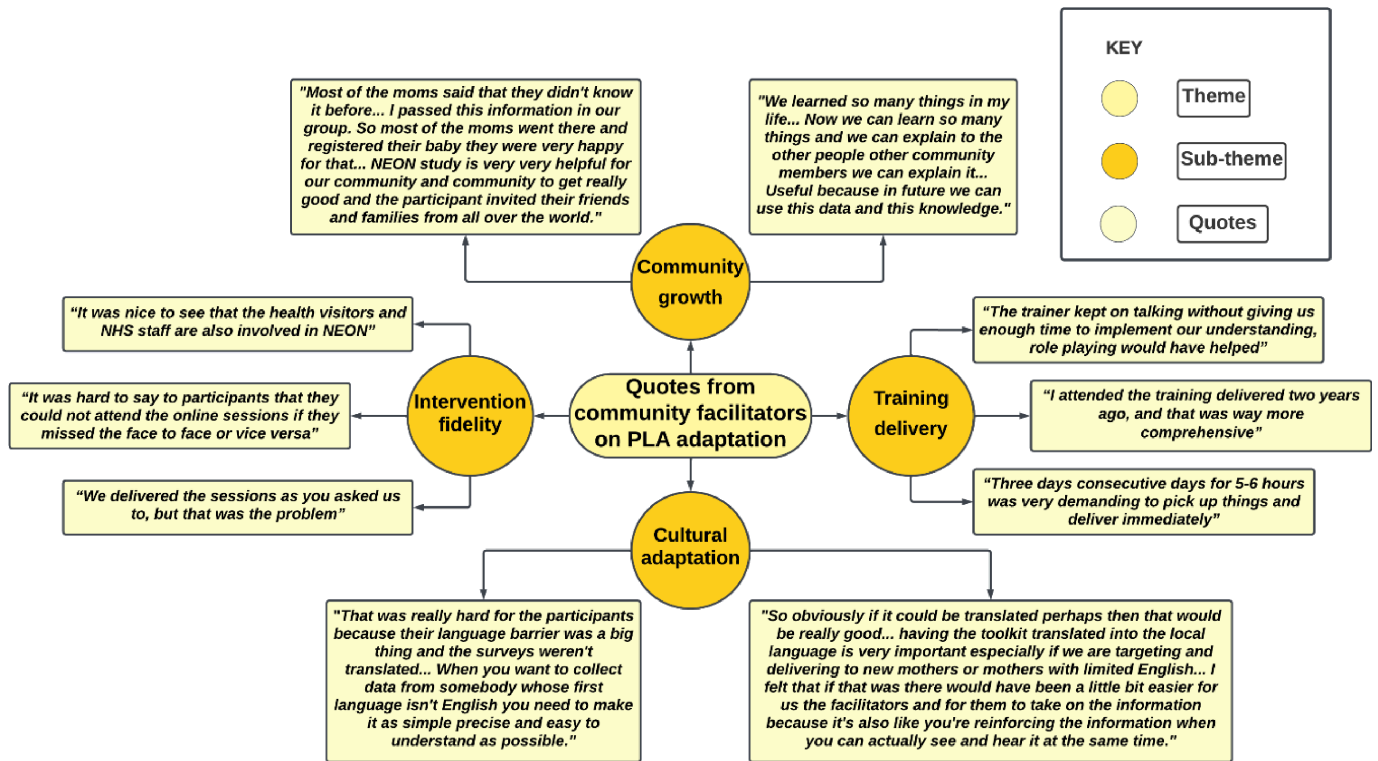 KEY
Theme
Sub-theme
Quotes
"Most of the moms said that they didn't know
it before... I passed this information in our
group. So most of the moms went there and
registered their baby they were very happy
for that... NEON study is very very helpful for
our community and community to get really
good and the participant invited their friends
and families from all over the world."
"We learned so many things in my
life... Now we can learn so many
things and we can explain to the
other people other community
members we can explain it...
Useful because in future we can
use this data and this knowledge."
Community
growth
“It was nice to see that the health visitors and
NHS staff are also involved in NEON”
“It was hard to say to participants that they
could not attend the online sessions if they
missed the face to face or vice versa”
“We delivered the sessions as you asked us
to, but that was the problem”
Intervention
fidelity
Quotes from
community facilitators
on PLA adaptation
Training
delivery
“The trainer kept on talking without giving us
enough time to implement our understanding,
role playing would have helped”
“I attended the training delivered two years
ago, and that was way more
comprehensive”
“Three days consecutive days for 5-6 hours
was very demanding to pick up things and
deliver immediately”
Cultural
adaptation
"That was really hard for the participants
because their language barrier was a big
thing and the surveys weren't
translated... When you want to collect
data from somebody whose first
language isn't English you need to make
it as simple precise and easy to
understand as possible."
"So obviously if it could be translated perhaps then that would
be really good... having the toolkit translated into the local
language is very important especially if we are targeting and
delivering to new mothers or mothers with limited English... I
felt that if that was there would have been a little bit easier for
us the facilitators and for them to take on the information
because it's also like you're reinforcing the information when
you can actually see and hear it at the same time."